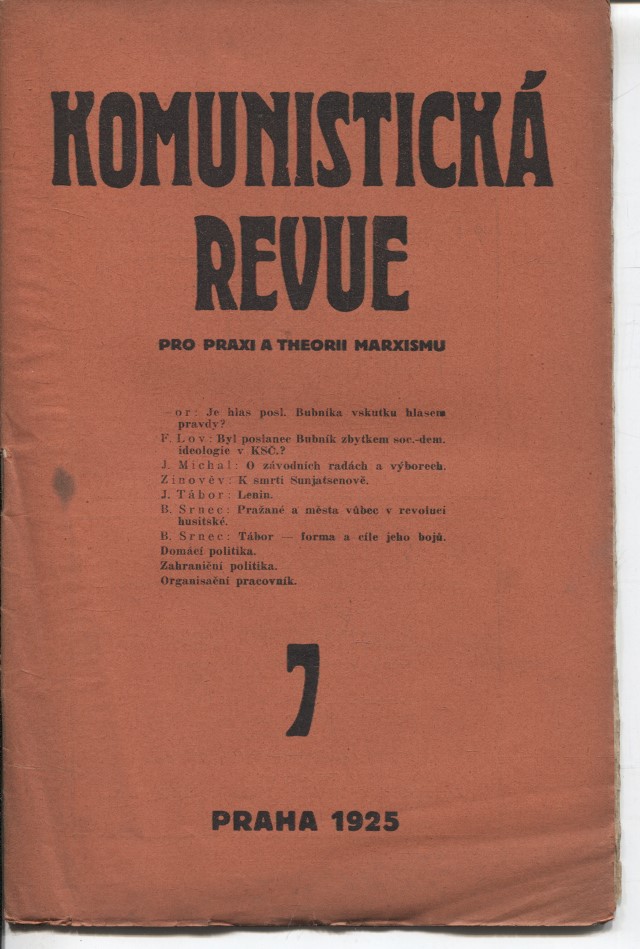 KOMUNISTICKÁ
REVUE
PRO PRAXI A THEORII MARXISMU
—or: Je hlas posl. Bubníka vskutku hlasem
pravdy?
F. Lov: Byl poslanec Bubník zbytkem soc.-dem.
ideologie v KSČ.?
J. Michal: O závodních radách a výborech.
Zinověv: K smrti Sunjatsenově.
J. Tábor: Lenin.
B. Srnec: Pražané a města vůbec v revoluci
husitské.
B. Srnec: Tábor — forma a cíle jeho bojů.
Domácí politika.
Zahraniční politika.
Organisační pracovník.
7
PRAHA 1925